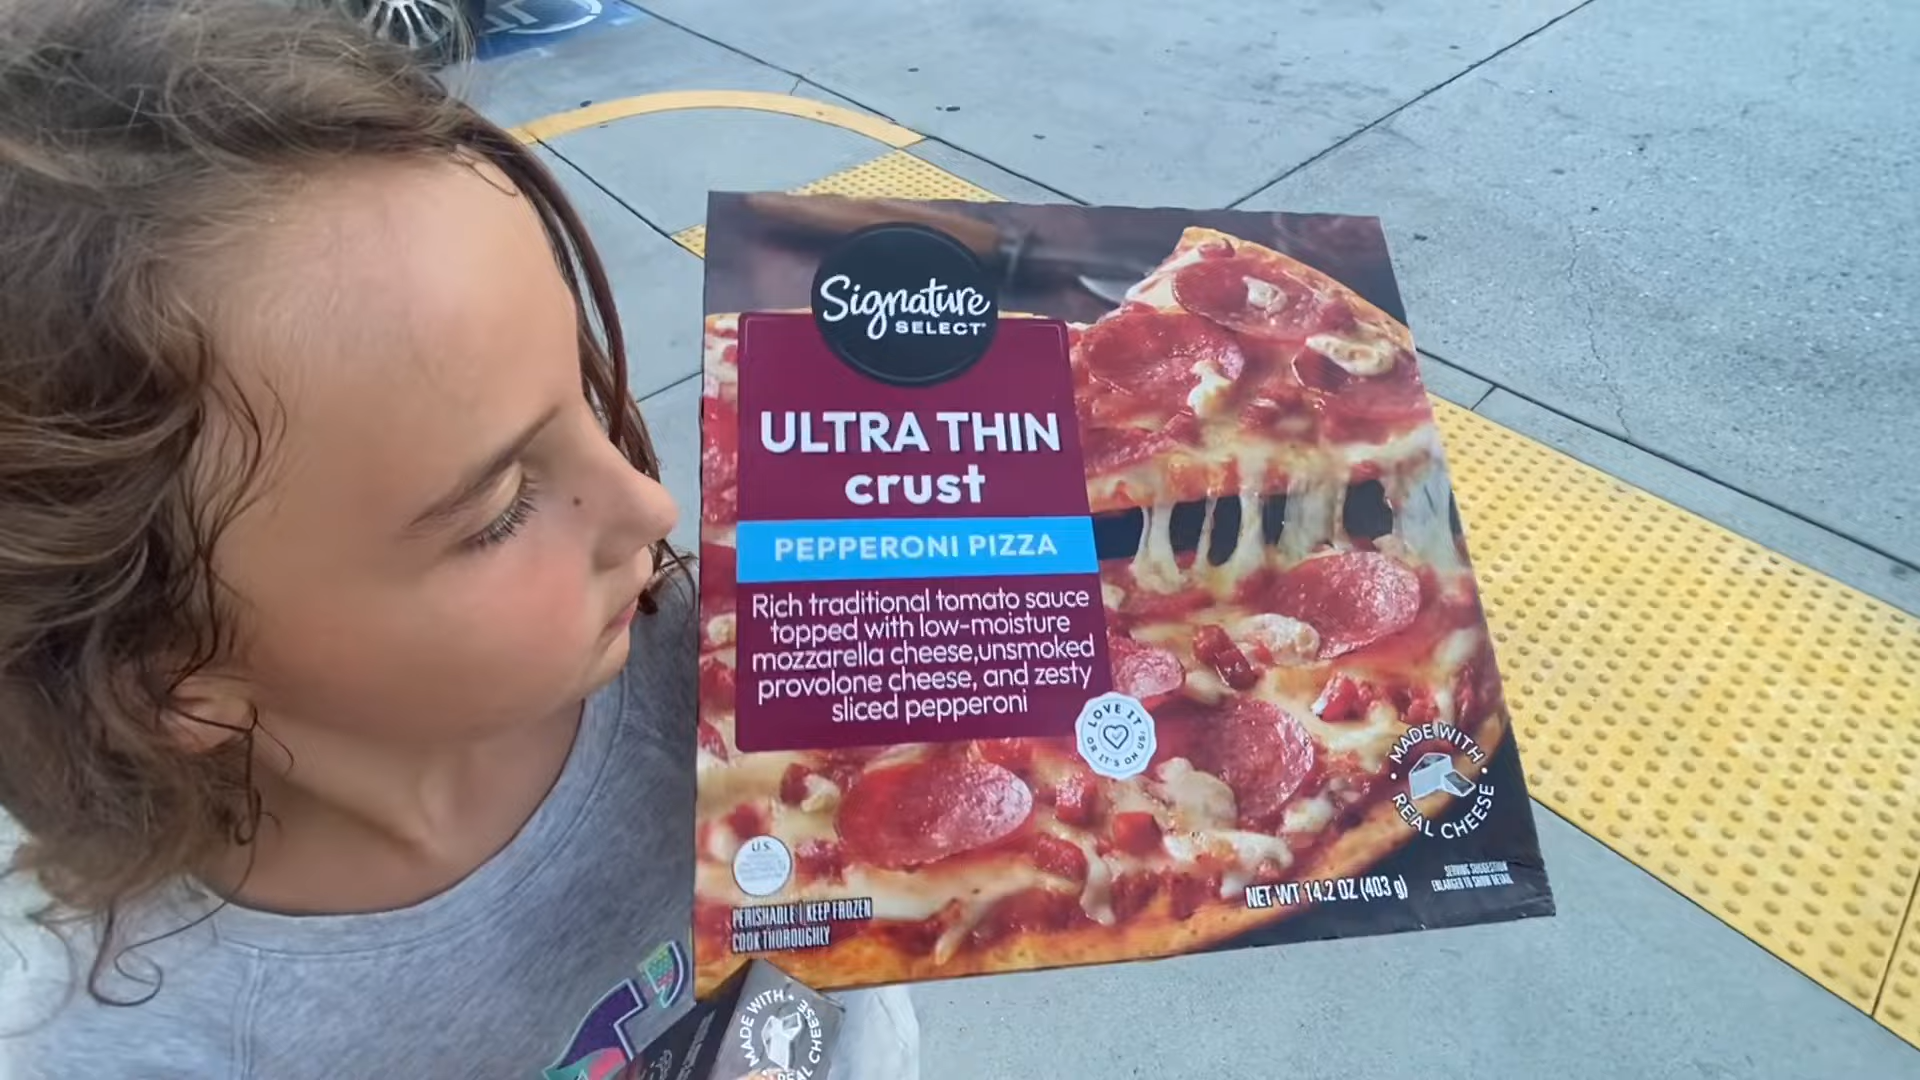 Signature
SELECT
ULTRA THIN
crust
PEPPERONI PIZZA
Rich traditional tomato sauce
topped with low-moisture
mozzarella cheese,unsmoked
provolone cheese, and zesty
sliced pepperoni
LOVE IT
OR IT'S ON US!
MADE WITH
REAL CHEESE
U.S.
PERISHABLE | KEEP FROZEN
COOK THOROUGHLY
NET WT 14.2 OZ (403 g)
SERVING SUGGESTION
ENLARGED TO SHOW DETAIL
MADE WITH
REAL CHEESE